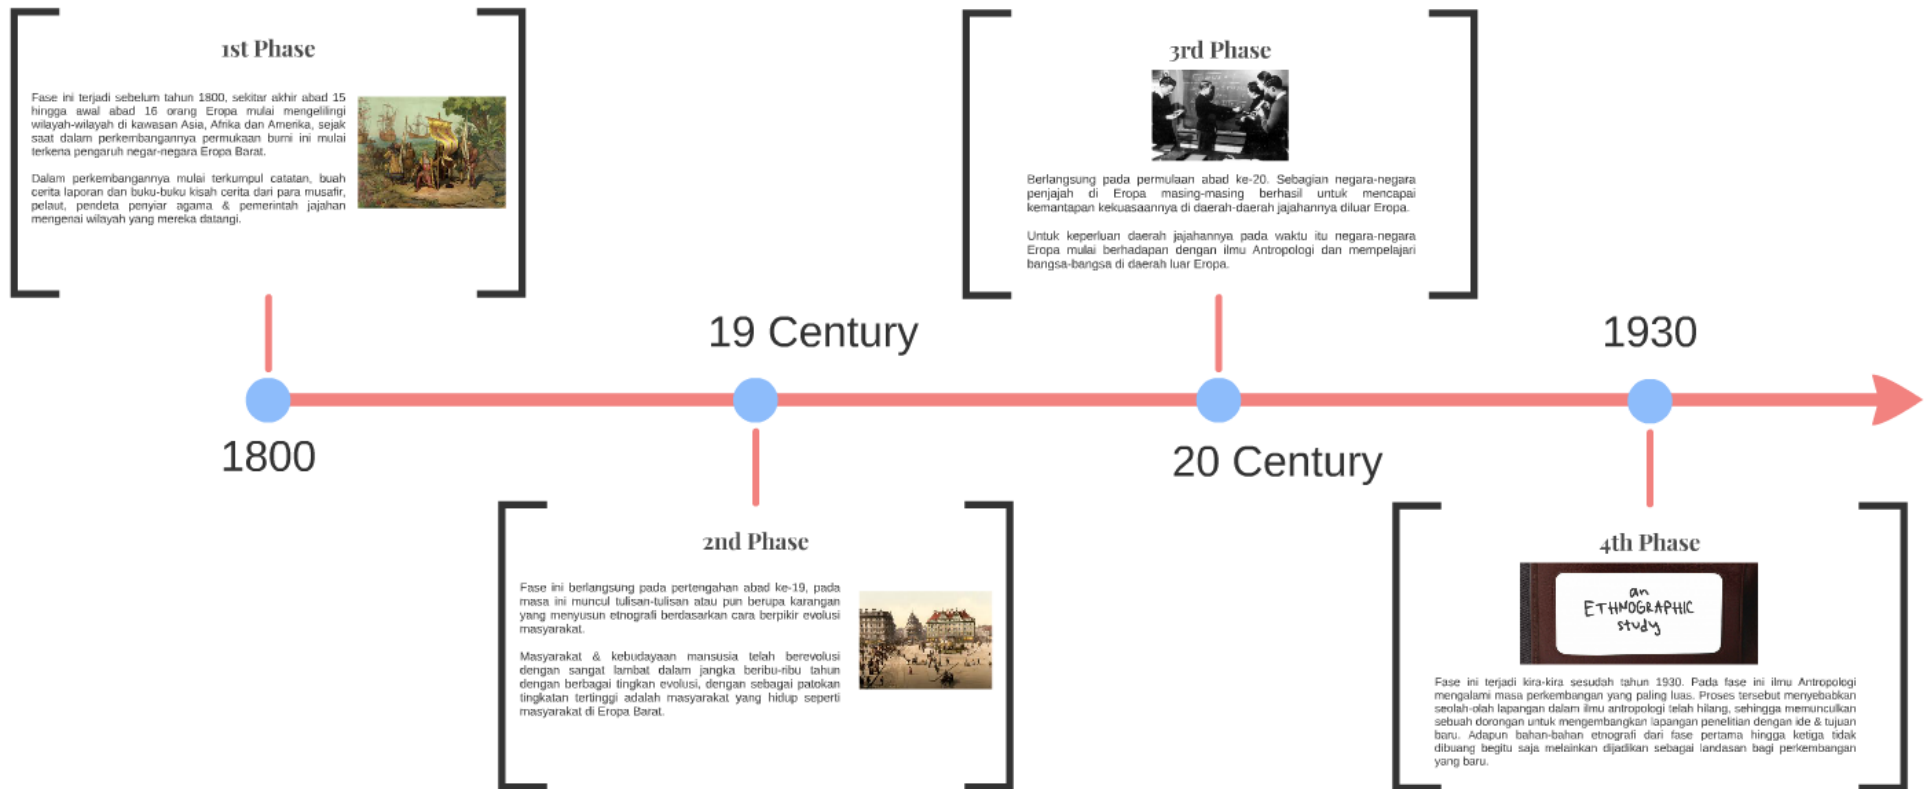 1st Phase
Fase ini terjadi sebelum tahun 1800, sekitar akhir abad 15
hingga awal abad 16 orang Eropa mulai mengelilingi
wilayah-wilayah di kawasan Asia, Afrika dan Amerika, sejak
saat dalam perkembangannya permukaan bumi ini mulai
terkena pengaruh negar-negara Eropa Barat.
Dalam perkembangannya mulai terkumpul catatan, buah
cerita laporan dan buku-buku kisah cerita dari para musafir,
pelaut, pendeta penyiar agama & pemerintah jajahan
mengenai wilayah yang mereka datangi.
3rd Phase
Berlangsung pada permulaan abad ke-20. Sebagian negara-negara
penjajah di Eropa masing-masing berhasil untuk mencapai
kemantapan kekuasaannya di daerah-daerah jajahannya diluar Eropa.
Untuk keperluan daerah jajahannya pada waktu itu negara-negara
Eropa mulai berhadapan dengan ilmu Antropologi dan mempelajari
bangsa-bangsa di daerah luar Eropa.
19 Century
1930
1800
20 Century
2nd Phase
Fase ini berlangsung pada pertengahan abad ke-19, pada
masa ini muncul tulisan-tulisan atau pun berupa karangan
yang menyusun etnografi berdasarkan cara berpikir evolusi
masyarakat.
Masyarakat & kebudayaan mansusia telah berevolusi
dengan sangat lambat dalam jangka beribu-ribu tahun
dengan berbagai tingkan evolusi, dengan sebagai patokan
tingkatan tertinggi adalah masyarakat yang hidup seperti
masyarakat di Eropa Barat.
4th Phase
an
ETHNOGRAPHIC
study
Fase ini terjadi kira-kira sesudah tahun 1930. Pada fase ini ilmu Antropologi
mengalami masa perkembangan yang paling luas. Proses tersebut menyebabkan
seolah-olah lapangan dalam ilmu antropologi telah hilang, sehingga memunculkan
sebuah dorongan untuk mengembangkan lapangan penelitian dengan ide & tujuan
baru. Adapun bahan-bahan etnografi dari fase pertama hingga ketiga tidak
dibuang begitu saja melainkan dijadikan sebagai landasan bagi perkembangan
yang baru.